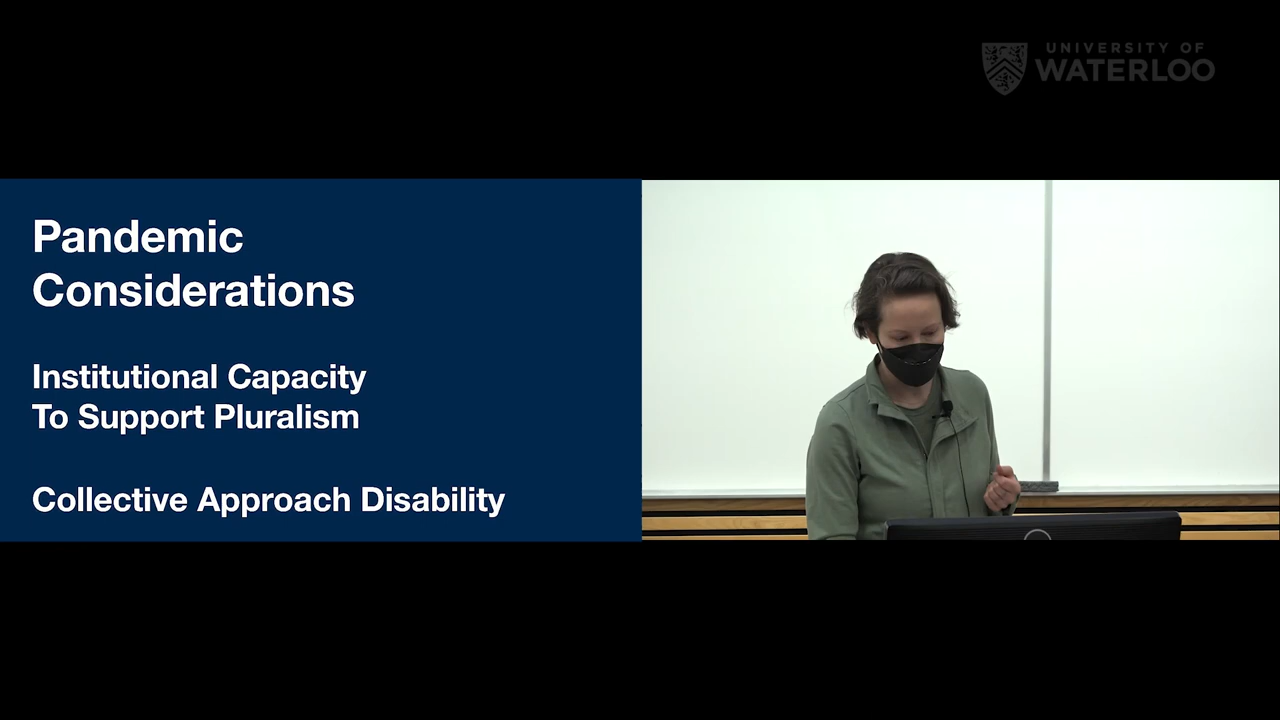 UNIVERSITY OF
WATERLOO
Pandemic
Considerations
Institutional Capacity
To Support Pluralism
Collective Approach Disability